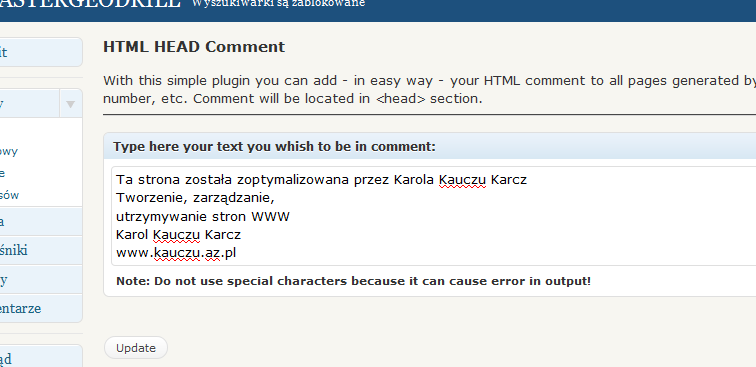 ASTERGEODRILL Wyszukiwarki są zablokowane
HTML HEAD Comment
With this simple plugin you can add - in easy way - your HTML comment to all pages generated by
number, etc. Comment will be located in <head> section.
Type here your text you whish to be in comment:
Ta strona została zoptymalizowana przez Karola Kauczu Karcz
Tworzenie, zarządzanie,
utrzymywanie stron WWW
Karol Kauczu Karcz
www.kauczu.az.pl
Note: Do not use special characters because it can cause error in output!
Update
it
y
owy
e
sów
a
śniki
y
entarze
ąd